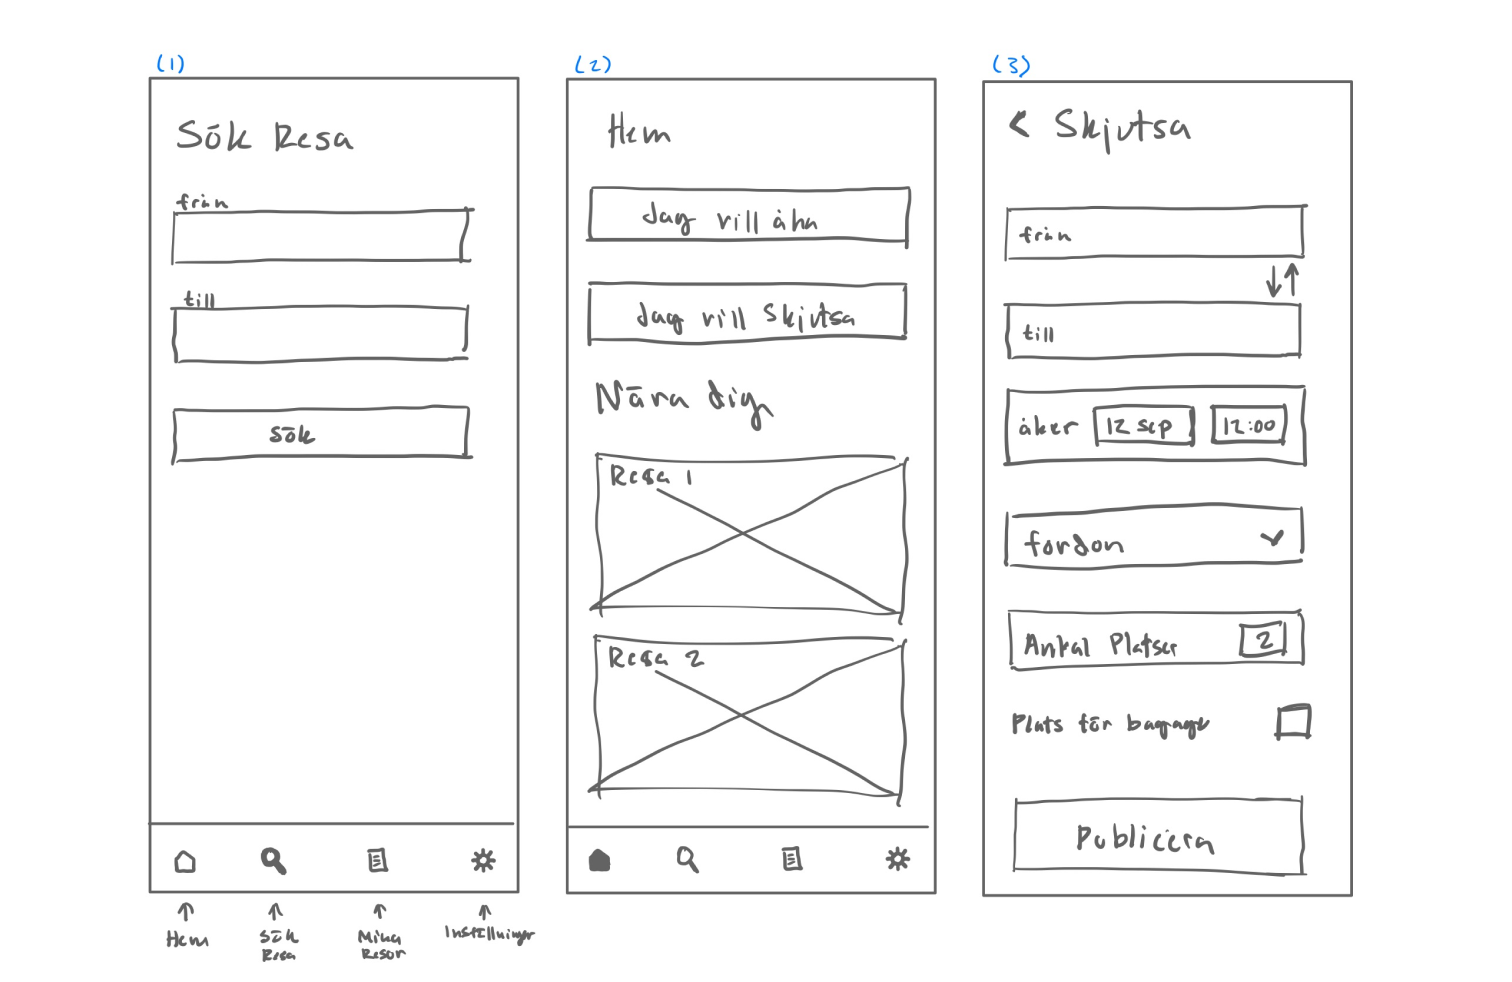 (1)
Sök Resa
från
till
sök
Hem
Sök
Resa
Mina
Resor
Inställningar
(2)
Hem
Jag vill åka
Jag vill Skjutsa
Nära dig
Resa 1
Resa 2
(3)
< Skjutsa
från
till
åker 12 sep 12:00
fordon
Antal Platser 2
Plats för bagage
Publicera